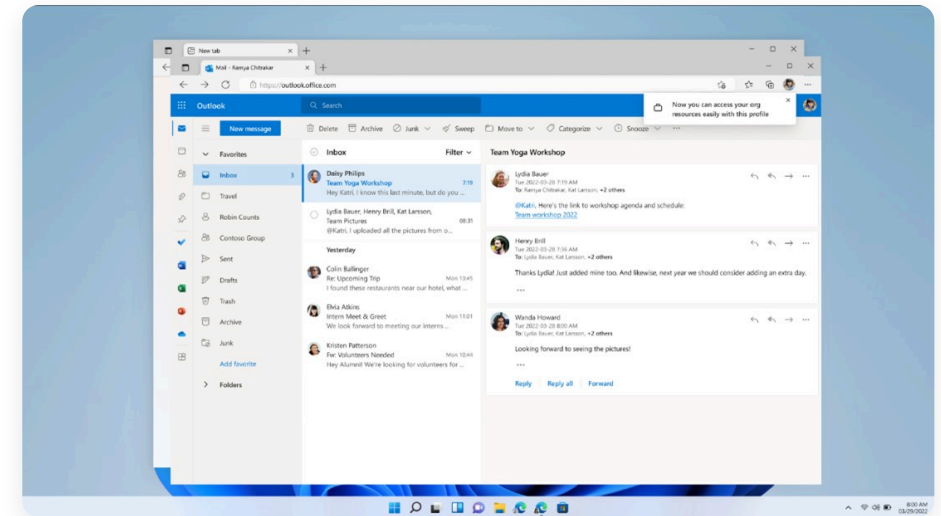 New tab
Mail - Kenya Chitrakar
https://outlook.office.com
Outlook
Search
Now you can access your org
resources easily with this profile
New message
Delete
Archive
Junk
Sweep
Move to
Categorize
Snooze
Favorites
Inbox 3
Travel
Robin Counts
Contoso Group
Sent
Drafts
Trash
Archive
Junk
Add favorite
Folders
Inbox
Filter
Daisy Philips
Team Yoga Workshop 7:19
Hey Katri, I know this last minute, but do you ...
Lydia Bauer, Henry Brill, Kat Larsson,
Team Pictures 08:31
@Katri, I uploaded all the pictures from o...
Yesterday
Colin Ballinger
Re: Upcoming Trip Mon 13:45
I found these restaurants near our hotel, what ...
Elvia Atkins
Intern Meet & Greet Mon 11:01
We look forward to meeting our interns ...
Kristen Patterson
Fw: Volunteers Needed Mon 10:44
Hey Alumni! We're looking for volunteers for ...
Team Yoga Workshop
Lydia Bauer
Tue 2022-03-28 7:19 AM
To: Kenya Chitrakar, Kat Larsson, +2 others
@Katri, Here's the link to workshop agenda and schedule:
Team workshop 2022
Henry Brill
Tue 2022-03-28 7:36 AM
To: Lydia Bauer, Kat Larsson, +2 others
Thanks Lydia! Just added mine too. And likewise, next year we should consider adding an extra day.
...
Wanda Howard
Tue 2022-03-28 8:00 AM
To: Lydia Bauer, Kat Larsson, +2 others
Looking forward to seeing the pictures!
...
Reply
Reply all
Forward
8:00 AM
03/29/2022